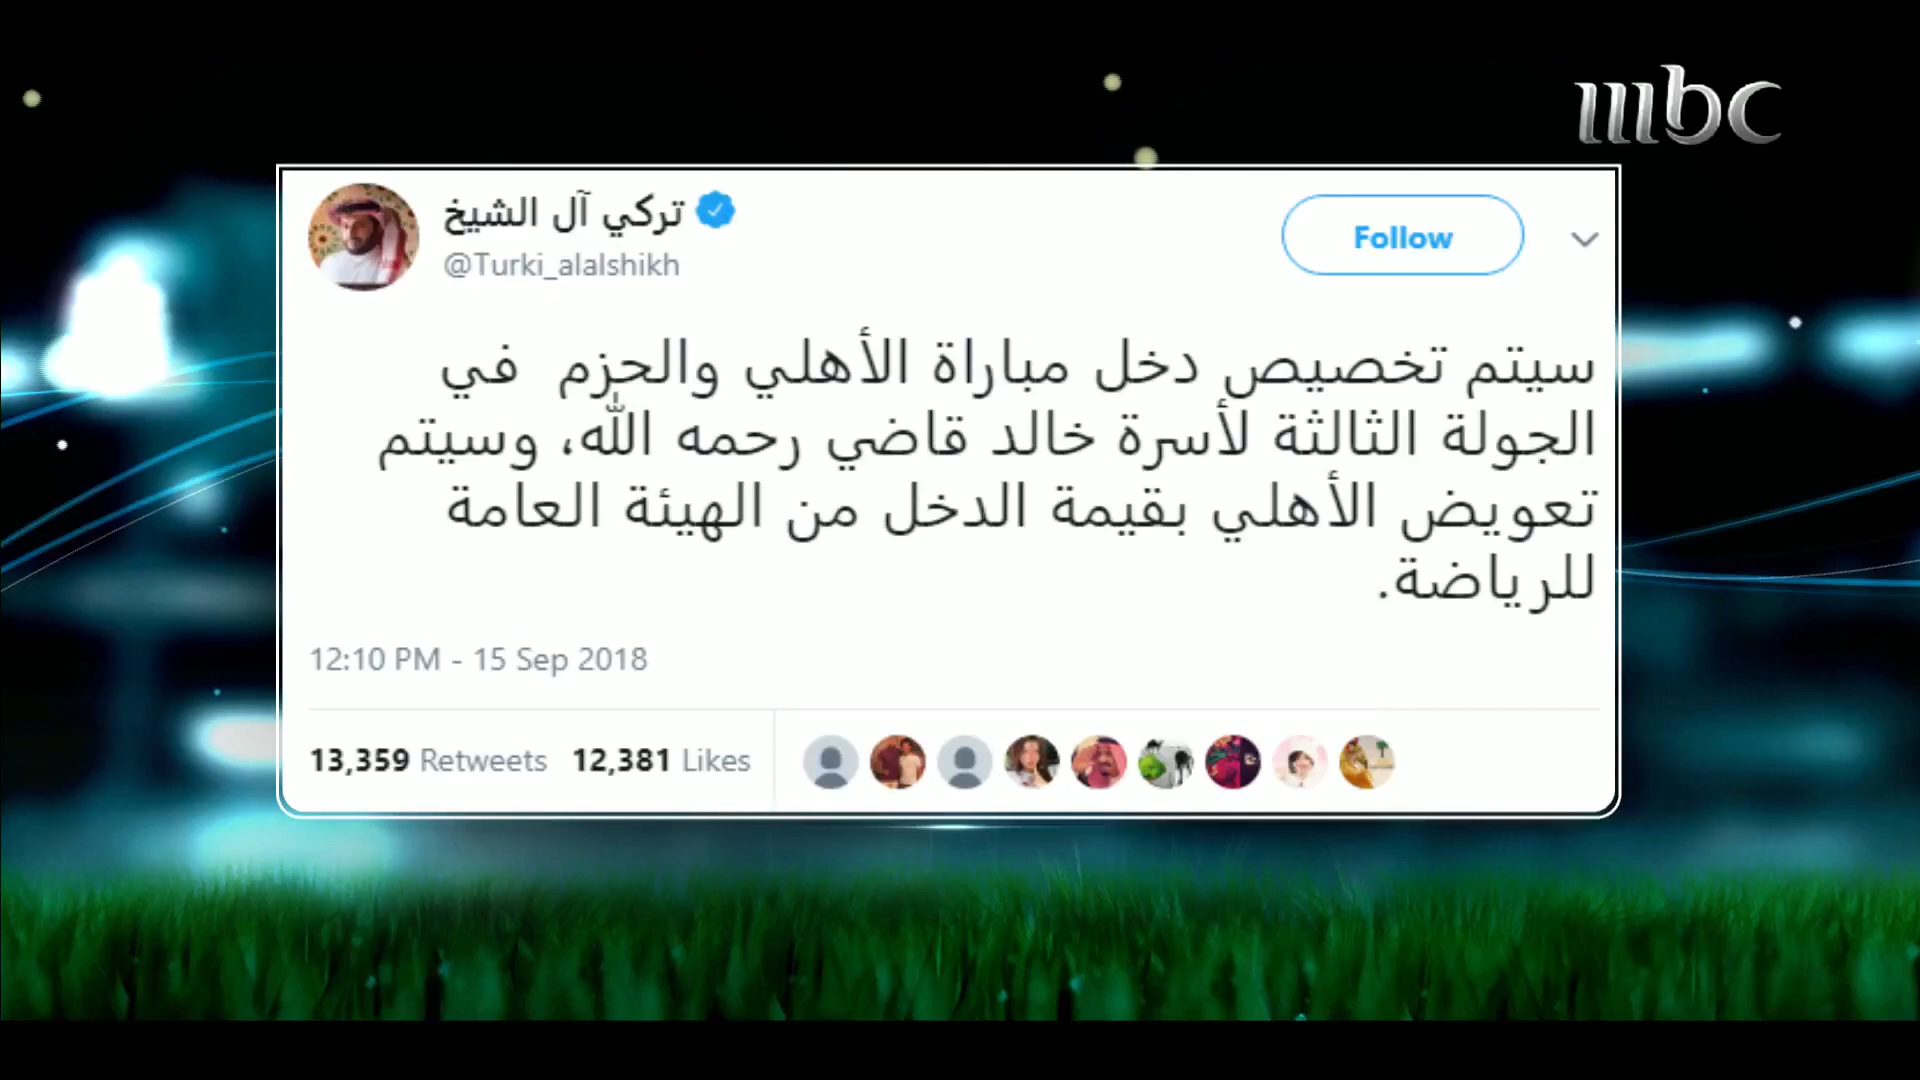 mbc
تركي آل الشيخ
@Turki_alalshikh
Follow
سيتم تخصيص دخل مباراة الأهلي والحزم في
الجولة الثالثة لأسرة خالد قاضي رحمه الله، وسيتم
تعويض الأهلي بقيمة الدخل من الهيئة العامة
للرياضة.
12:10 PM - 15 Sep 2018
13,359 Retweets 12,381 Likes